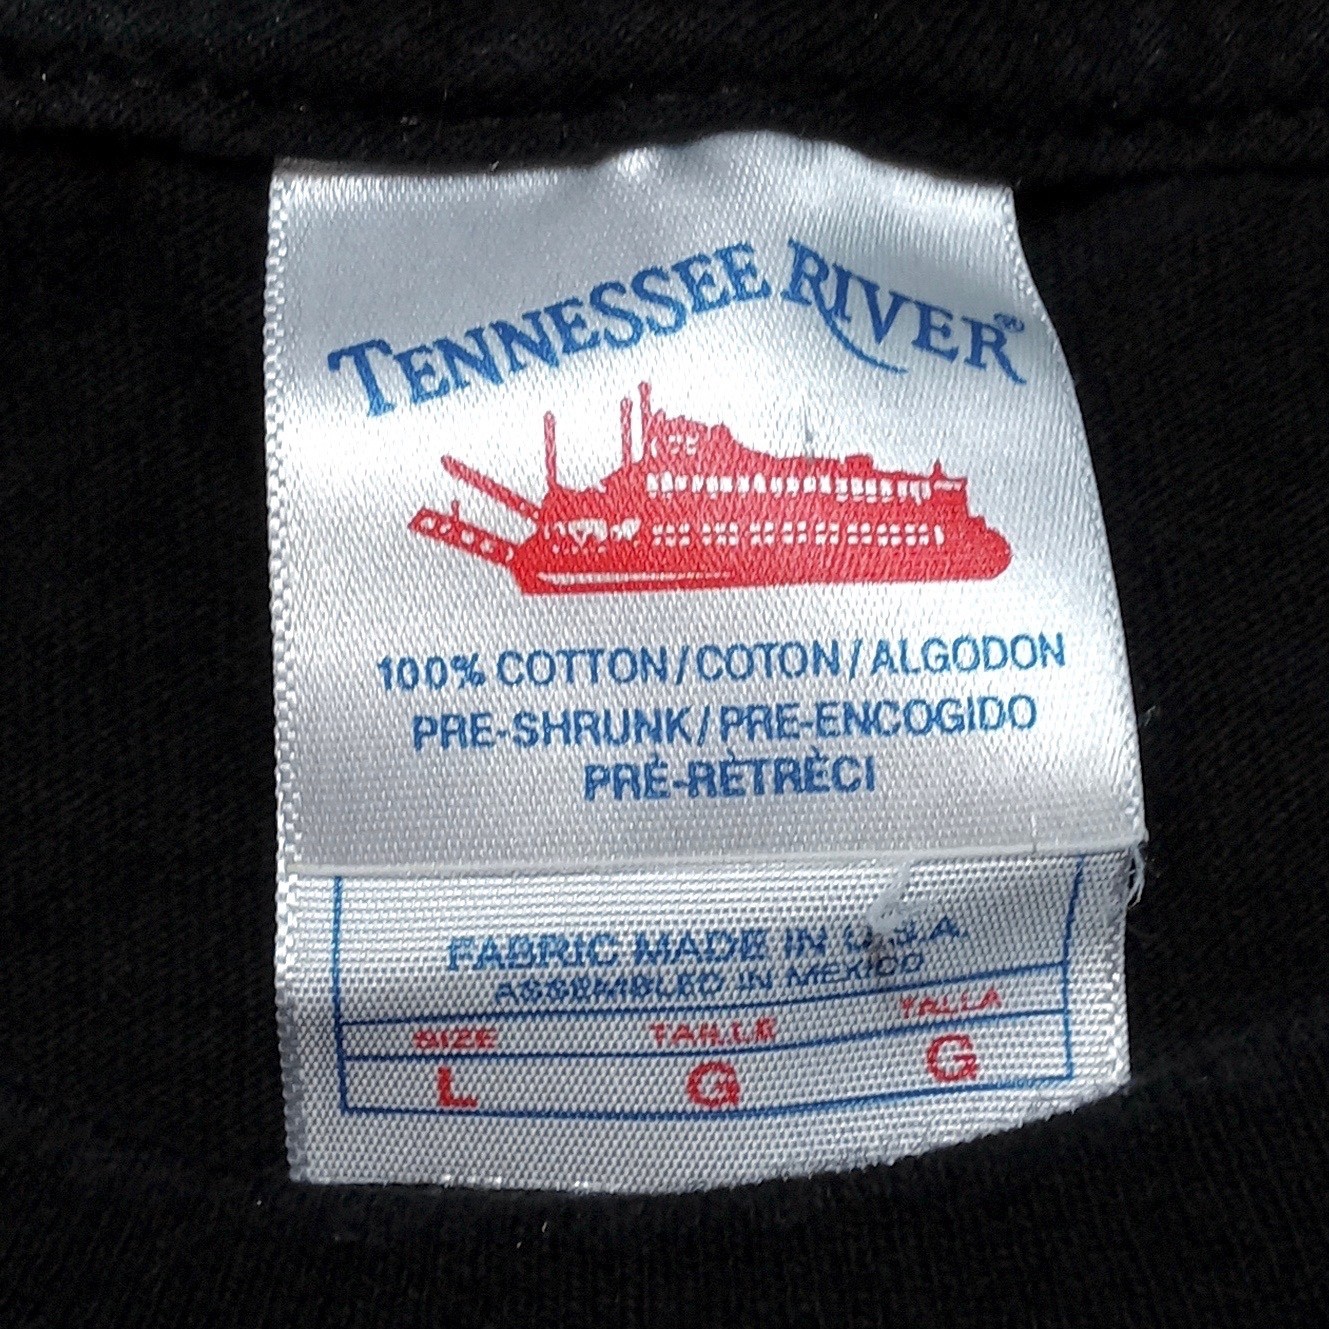 TENNESSEE RIVER®
100% COTTON/COTON/ALGODON
PRE-SHRUNK/PRE-ENCOGIDO
PRÉ-RÈTRÈCI
FABRIC MADE IN U.S.A
ASSEMBLED IN MEXICO
SIZE TAILLE TALLA
L G G